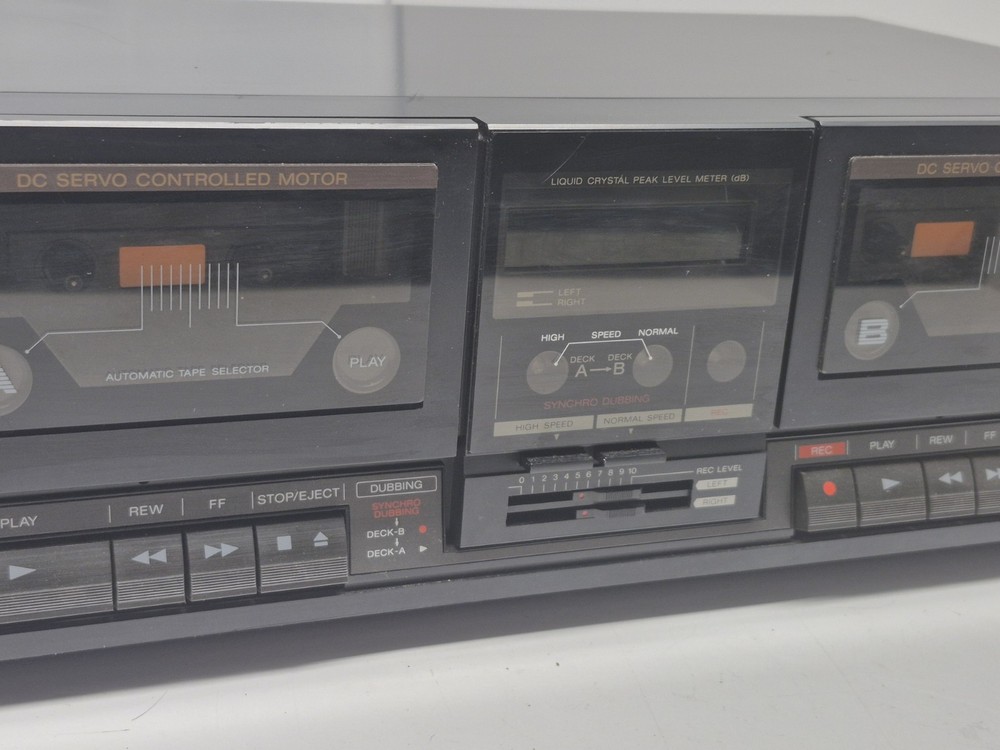 DC SERVO CONTROLLED MOTOR
A
PLAY
AUTOMATIC TAPE SELECTOR
LIQUID CRYSTAL PEAK LEVEL METER (dB)
LEFT
RIGHT
HIGH SPEED NORMAL
DECK DECK
A→B
SYNCHRO DUBBING
HIGH SPEED NORMAL SPEED REC
DC SERVO
B
PLAY REW FF STOP/EJECT
DUBBING
SYNCHRO
DUBBING
DECK-B
DECK-A
0 1 2 3 4 5 6 7 8 9 10 REC LEVEL
LEFT
RIGHT
REC PLAY REW FF